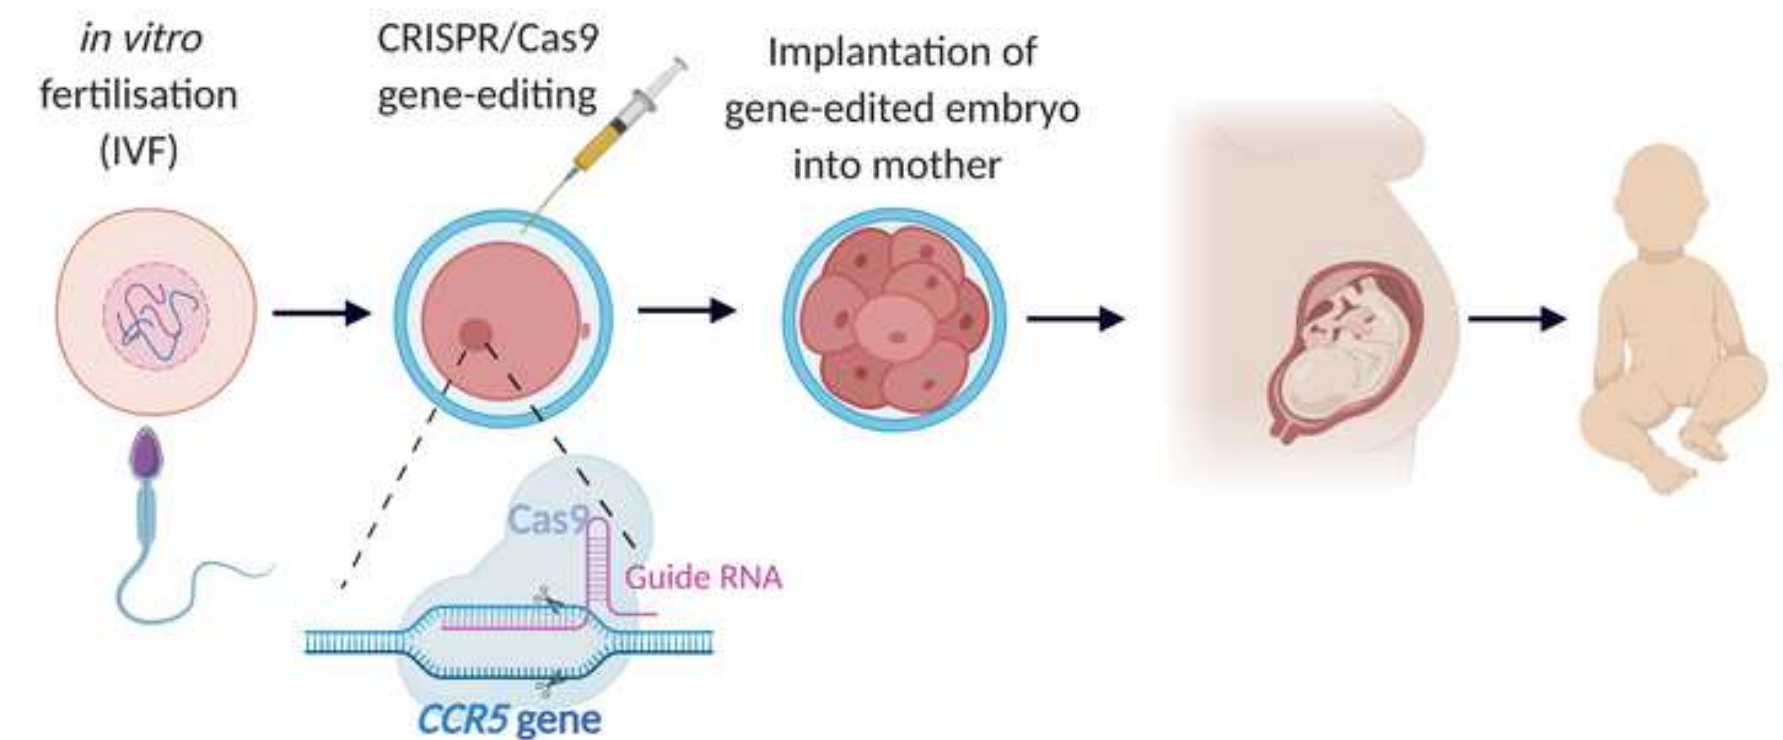 in vitro
fertilisation
(IVF)
CRISPR/Cas9
gene-editing
Implantation of
gene-edited embryo
into mother
Cas9
Guide RNA
CCR5 gene